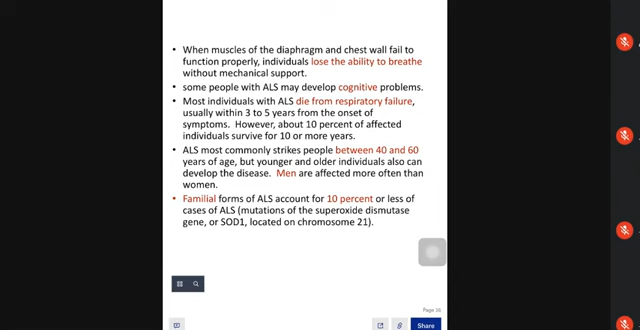 • When muscles of the diaphragm and chest wall fail to
function properly, individuals lose the ability to breathe
without mechanical support.
• some people with ALS may develop cognitive problems.
• Most individuals with ALS die from respiratory failure,
usually within 3 to 5 years from the onset of
symptoms. However, about 10 percent of affected
individuals survive for 10 or more years.
• ALS most commonly strikes people between 40 and 60
years of age, but younger and older individuals also can
develop the disease. Men are affected more often than
women.
• Familial forms of ALS account for 10 percent or less of
cases of ALS (mutations of the superoxide dismutase
gene, or SOD1, located on chromosome 21).
Page 16
Share